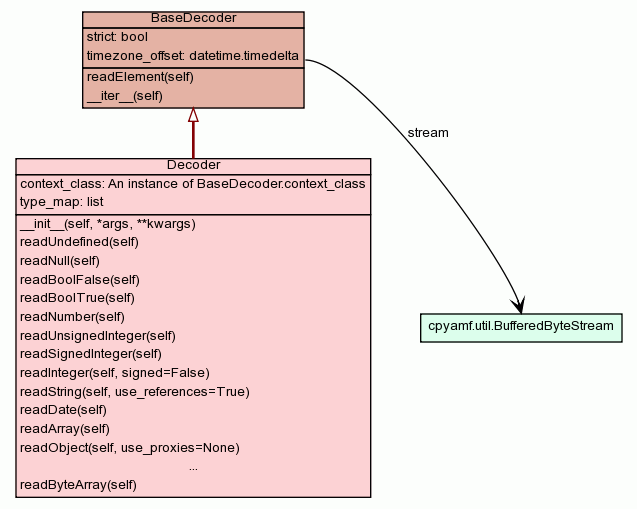 BaseDecoder
strict: bool
timezone_offset: datetime.timedelta
readElement(self)
__iter__(self)
stream
Decoder
context_class: An instance of BaseDecoder.context_class
type_map: list
__init__(self, *args, **kwargs)
readUndefined(self)
readNull(self)
readBoolFalse(self)
readBoolTrue(self)
readNumber(self)
readUnsignedInteger(self)
readSignedInteger(self)
readInteger(self, signed=False)
readString(self, use_references=True)
readDate(self)
readArray(self)
readObject(self, use_proxies=None)
...
readByteArray(self)
cpyamf.util.BufferedByteStream